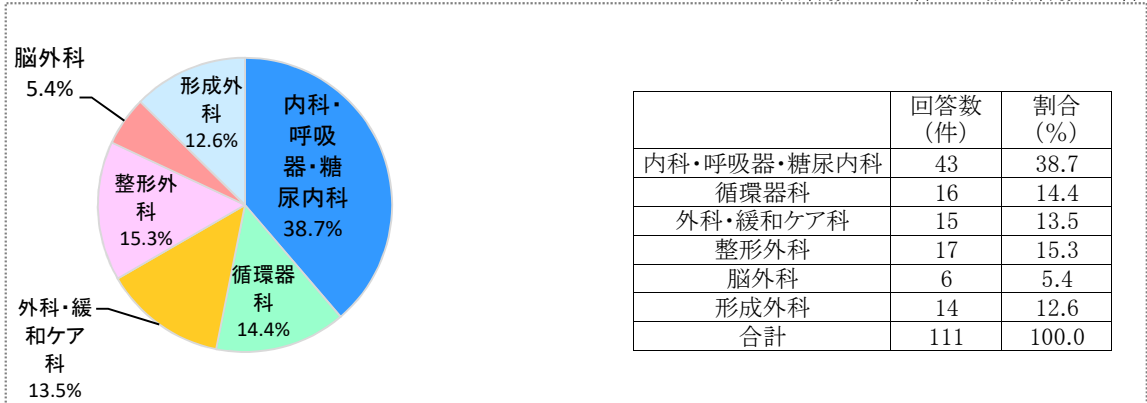 脳外科
5.4%
形成外
科
12.6%
内科・
呼吸
器・糖
尿内科
38.7%
整形外
科
15.3%
循環器
科
14.4%
外科・緩
和ケア
科
13.5%
回答数 割合
(件) (%)
内科・呼吸器・糖尿内科 43 38.7
循環器科 16 14.4
外科・緩和ケア科 15 13.5
整形外科 17 15.3
脳外科 6 5.4
形成外科 14 12.6
合計 111 100.0